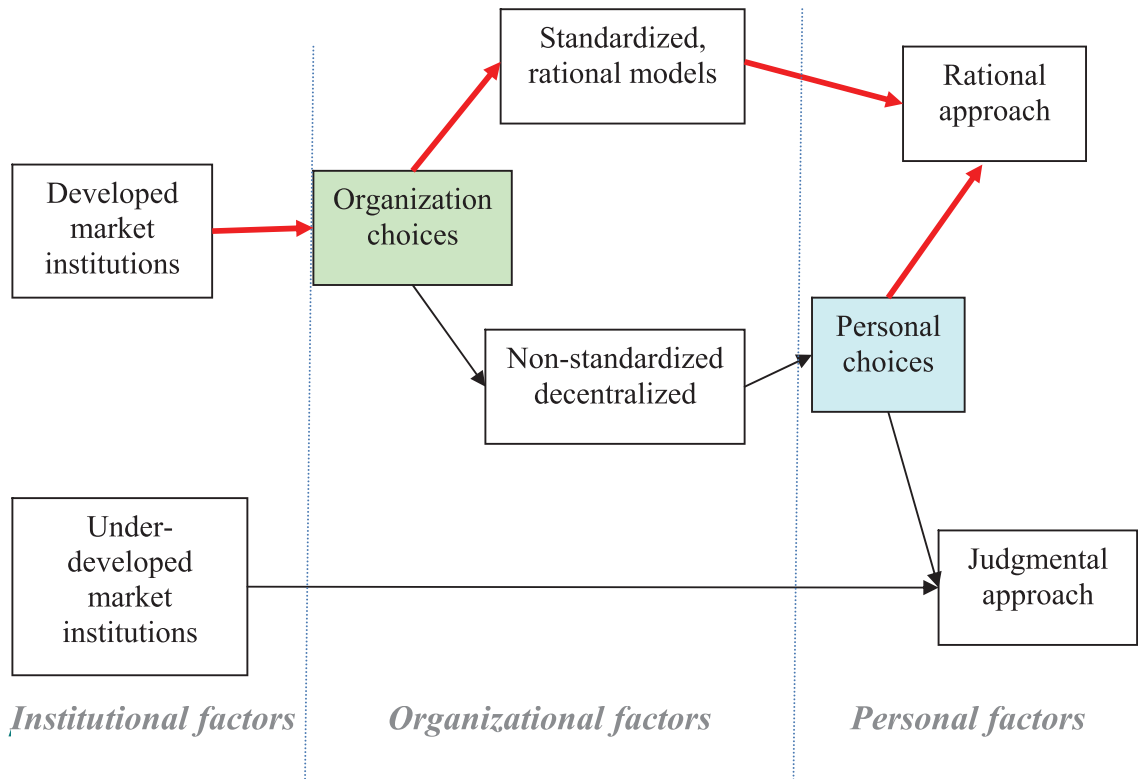 Standardized,
rational models
Rational
approach
Developed
market
institutions
Organization
choices
Non-standardized
decentralized
Personal
choices
Under-
developed
market
institutions
Judgmental
approach
Institutional factors
Organizational factors
Personal factors